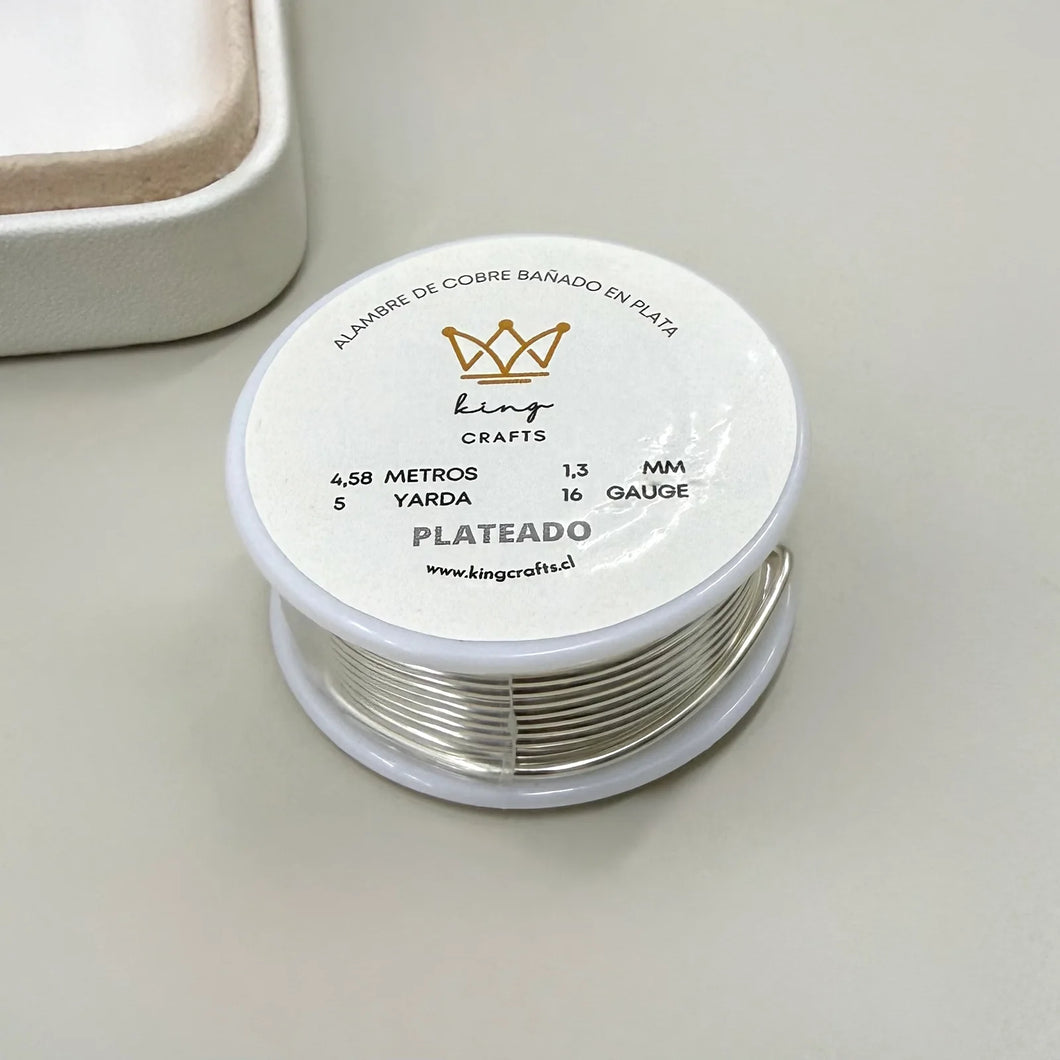 ALAMBRE DE COBRE BAÑADO EN PLATA
king
CRAFTS
4,58 METROS 1,3 MM
5 YARDA 16 GAUGE
PLATEADO
www.kingcrafts.cl